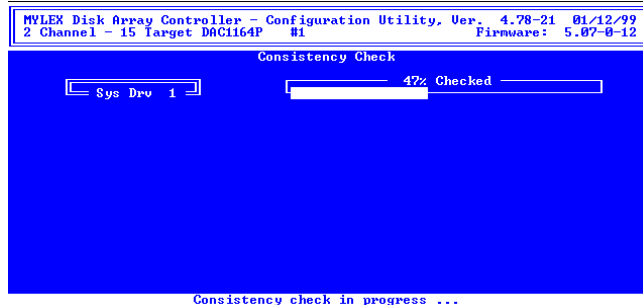 MYLEX Disk Array Controller - Configuration Utility, Ver. 4.78-21 01/12/99
2 Channel - 15 Target DAC1164P #1 Firmware: 5.07-0-12
Consistency Check
47% Checked
Sys Drv 1
Consistency check in progress ...